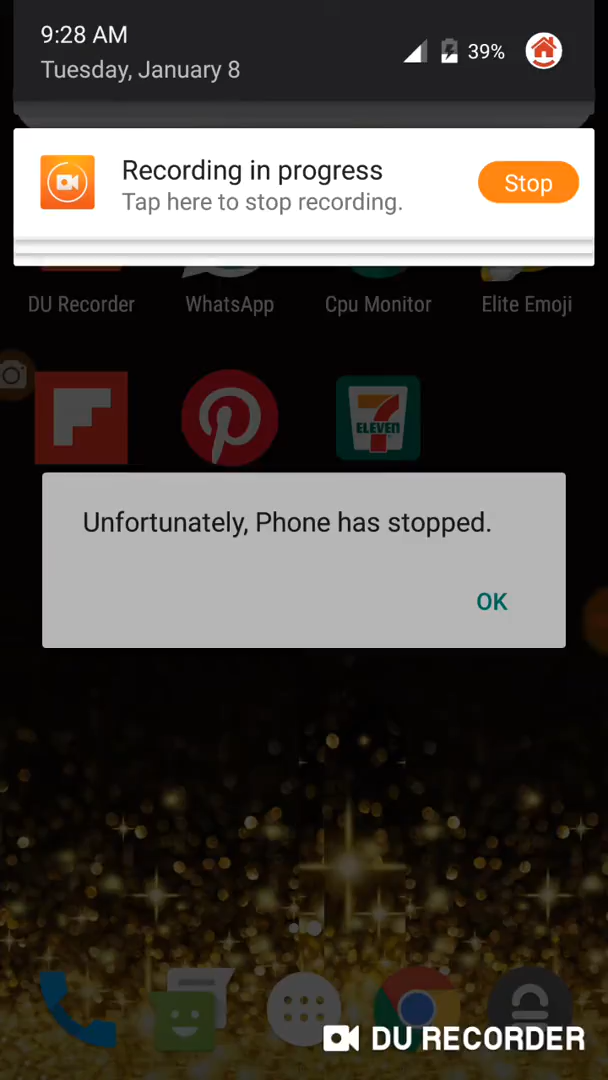 9:28 AM
39%
Tuesday, January 8
Recording in progress
Tap here to stop recording.
Stop
DU Recorder
WhatsApp
Cpu Monitor
Elite Emoji
7
ELEVEN
Unfortunately, Phone has stopped.
OK
DU RECORDER